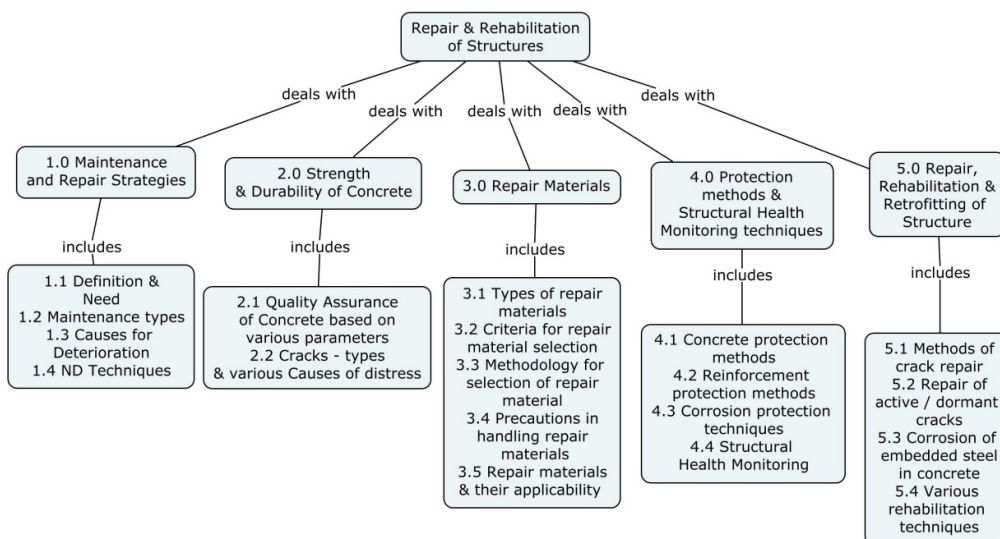 Repair & Rehabilitation
of Structures
deals with
deals with
deals with
deals with
deals with
1.0 Maintenance
and Repair Strategies
2.0 Strength
& Durability of Concrete
3.0 Repair Materials
4.0 Protection
methods &
Structural Health
Monitoring techniques
5.0 Repair,
Rehabilitation &
Retrofitting of
Structure
includes
includes
includes
includes
includes
1.1 Definition &
Need
1.2 Maintenance types
1.3 Causes for
Deterioration
1.4 ND Techniques
2.1 Quality Assurance
of Concrete based on
various parameters
2.2 Cracks - types
& various Causes of distress
3.1 Types of repair
materials
3.2 Criteria for repair
material selection
3.3 Methodology for
selection of repair
material
3.4 Precautions in
handling repair
materials
3.5 Repair materials
& their applicability
4.1 Concrete protection
methods
4.2 Reinforcement
protection methods
4.3 Corrosion protection
techniques
4.4 Structural
Health Monitoring
5.1 Methods of
crack repair
5.2 Repair of
active / dormant
cracks
5.3 Corrosion of
embedded steel
in concrete
5.4 Various
rehabilitation
techniques